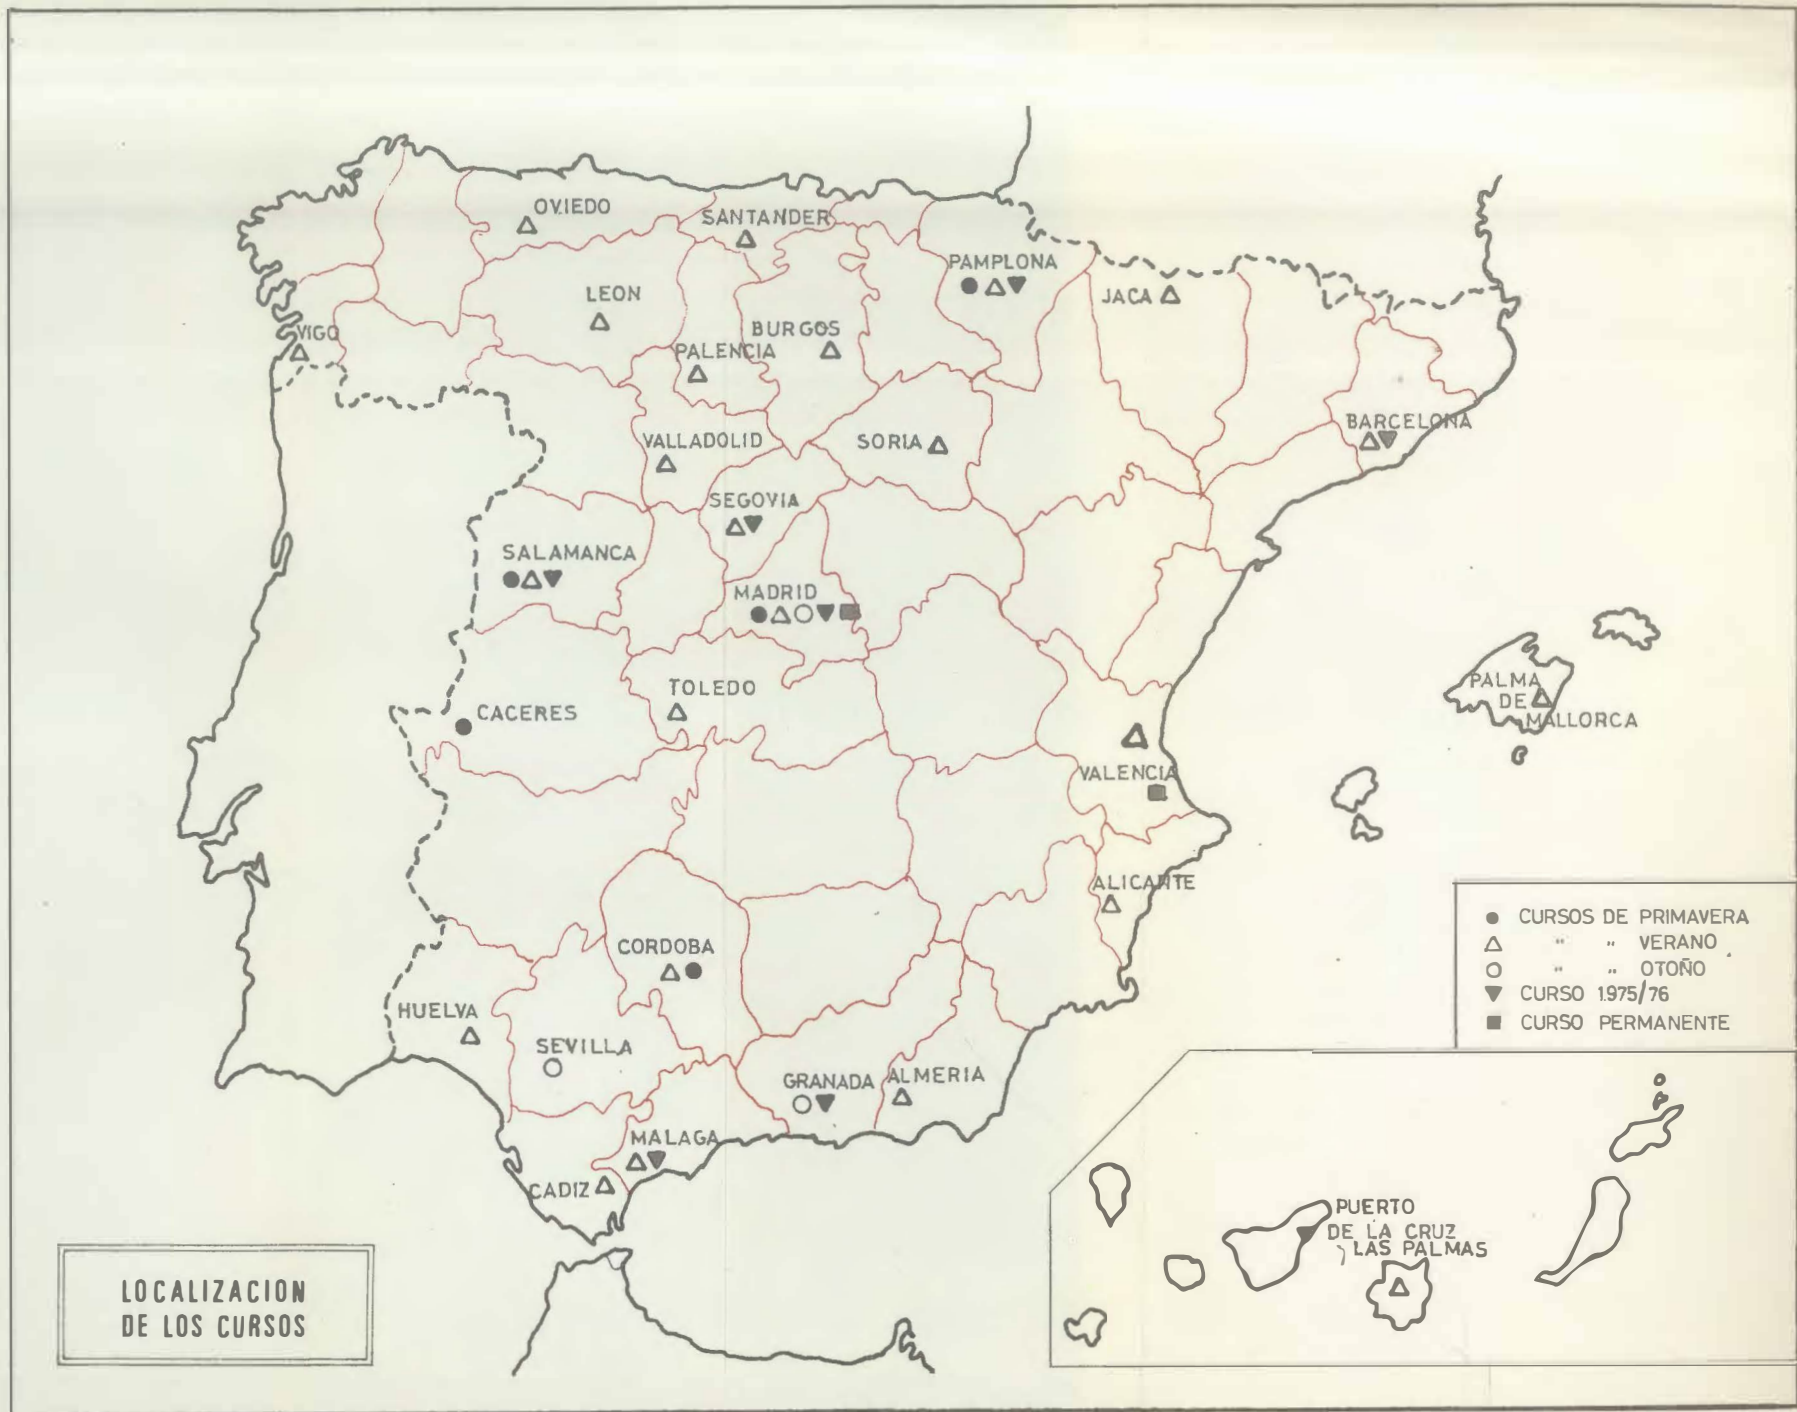 OVIEDO
SANTANDER
PAMPLONA
JACA
LEON
VIGO
BURGOS
PALENCIA
BARCELONA
VALLADOLID
SORIA
SEGOVIA
SALAMANCA
MADRID
TOLEDO
CACERES
PALMA
DE
MALLORCA
VALENCIA
ALICANTE
CORDOBA
HUELVA
SEVILLA
GRANADA
ALMERIA
MALAGA
CADIZ
● CURSOS DE PRIMAVERA
△ " " VERANO
○ " " OTOÑO
▼ CURSO 1.975/76
■ CURSO PERMANENTE
PUERTO
DE LA CRUZ
LAS PALMAS
LOCALIZACION
DE LOS CURSOS